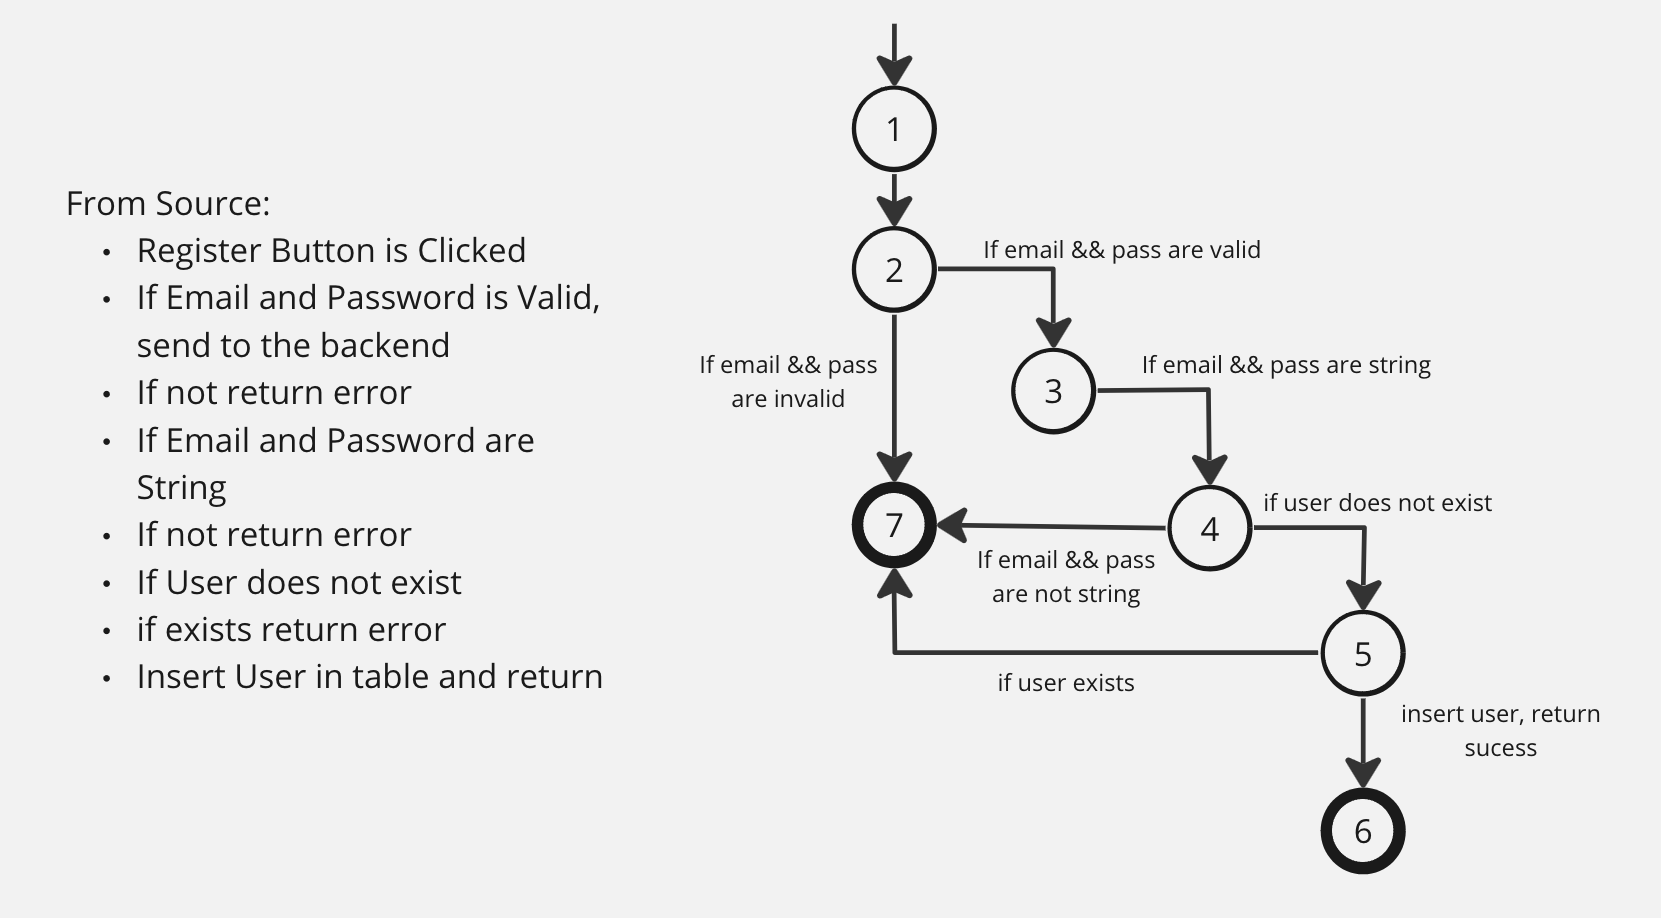 From Source:
• Register Button is Clicked
• If Email and Password is Valid,
send to the backend
• If not return error
• If Email and Password are
String
• If not return error
• If User does not exist
• if exists return error
• Insert User in table and return
1
2
If email && pass are valid
If email && pass
are invalid
3
If email && pass are string
7
4
if user does not exist
If email && pass
are not string
5
if user exists
insert user, return
sucess
6